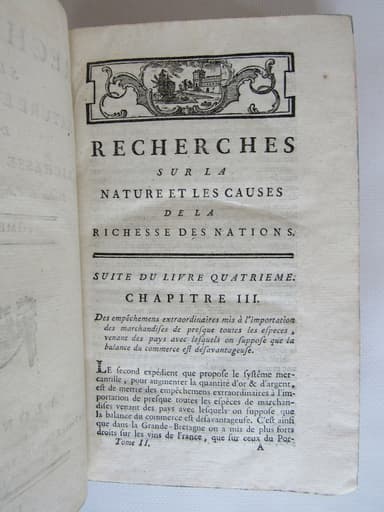 RECHERCHES
SUR LA
NATURE ET LES CAUSES
DE LA
RICHESSE DES NATIONS.
SUITE DU LIVRE QUATRIEME.
CHAPITRE III.
Des empêchemens extraordinaires mis à l'importation
des marchandises de presque toutes les especes,
venant des pays avec lesquels on suppose que la
balance du commerce est désavantageuse.
LE second expédient que propose le systême mer-
cantille, pour augmenter la quantité d'or & d'argent,
est de mettre des empêchemens extraordinaires à l'im-
portation de presque toutes les espèces de marchan-
dises venant des pays avec lesquels on suppose que
la balance du commerce est désavantageuse. C'est ainsi
que dans la Grande-Bretagne on a mis de plus forts
droits sur les vins de France, que sur ceux du Por-
Tome II. A